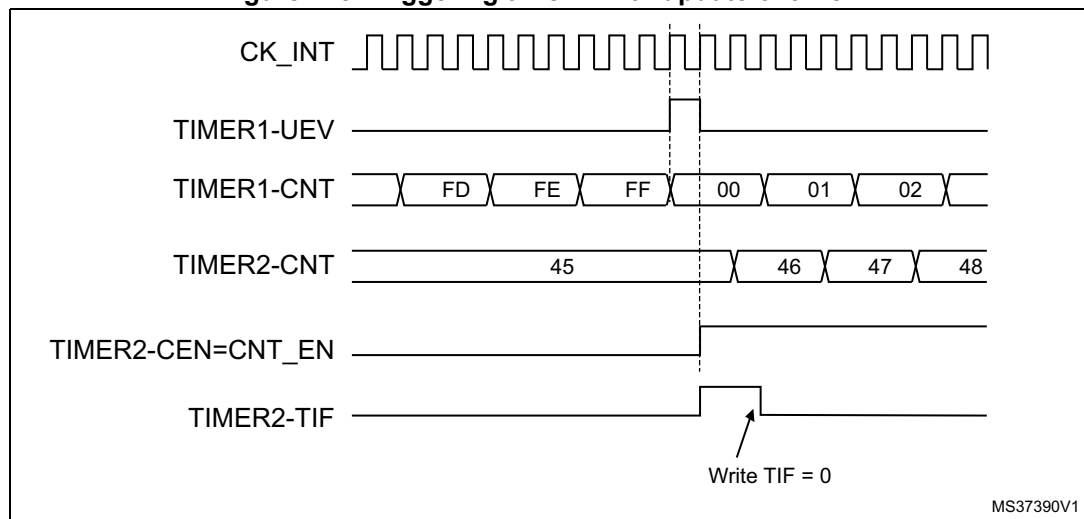 CK_INT
TIMER1-UEV
TIMER1-CNT FD FE FF 00 01 02
TIMER2-CNT 45 46 47 48
TIMER2-CEN=CNT_EN
TIMER2-TIF
Write TIF = 0
MS37390V1